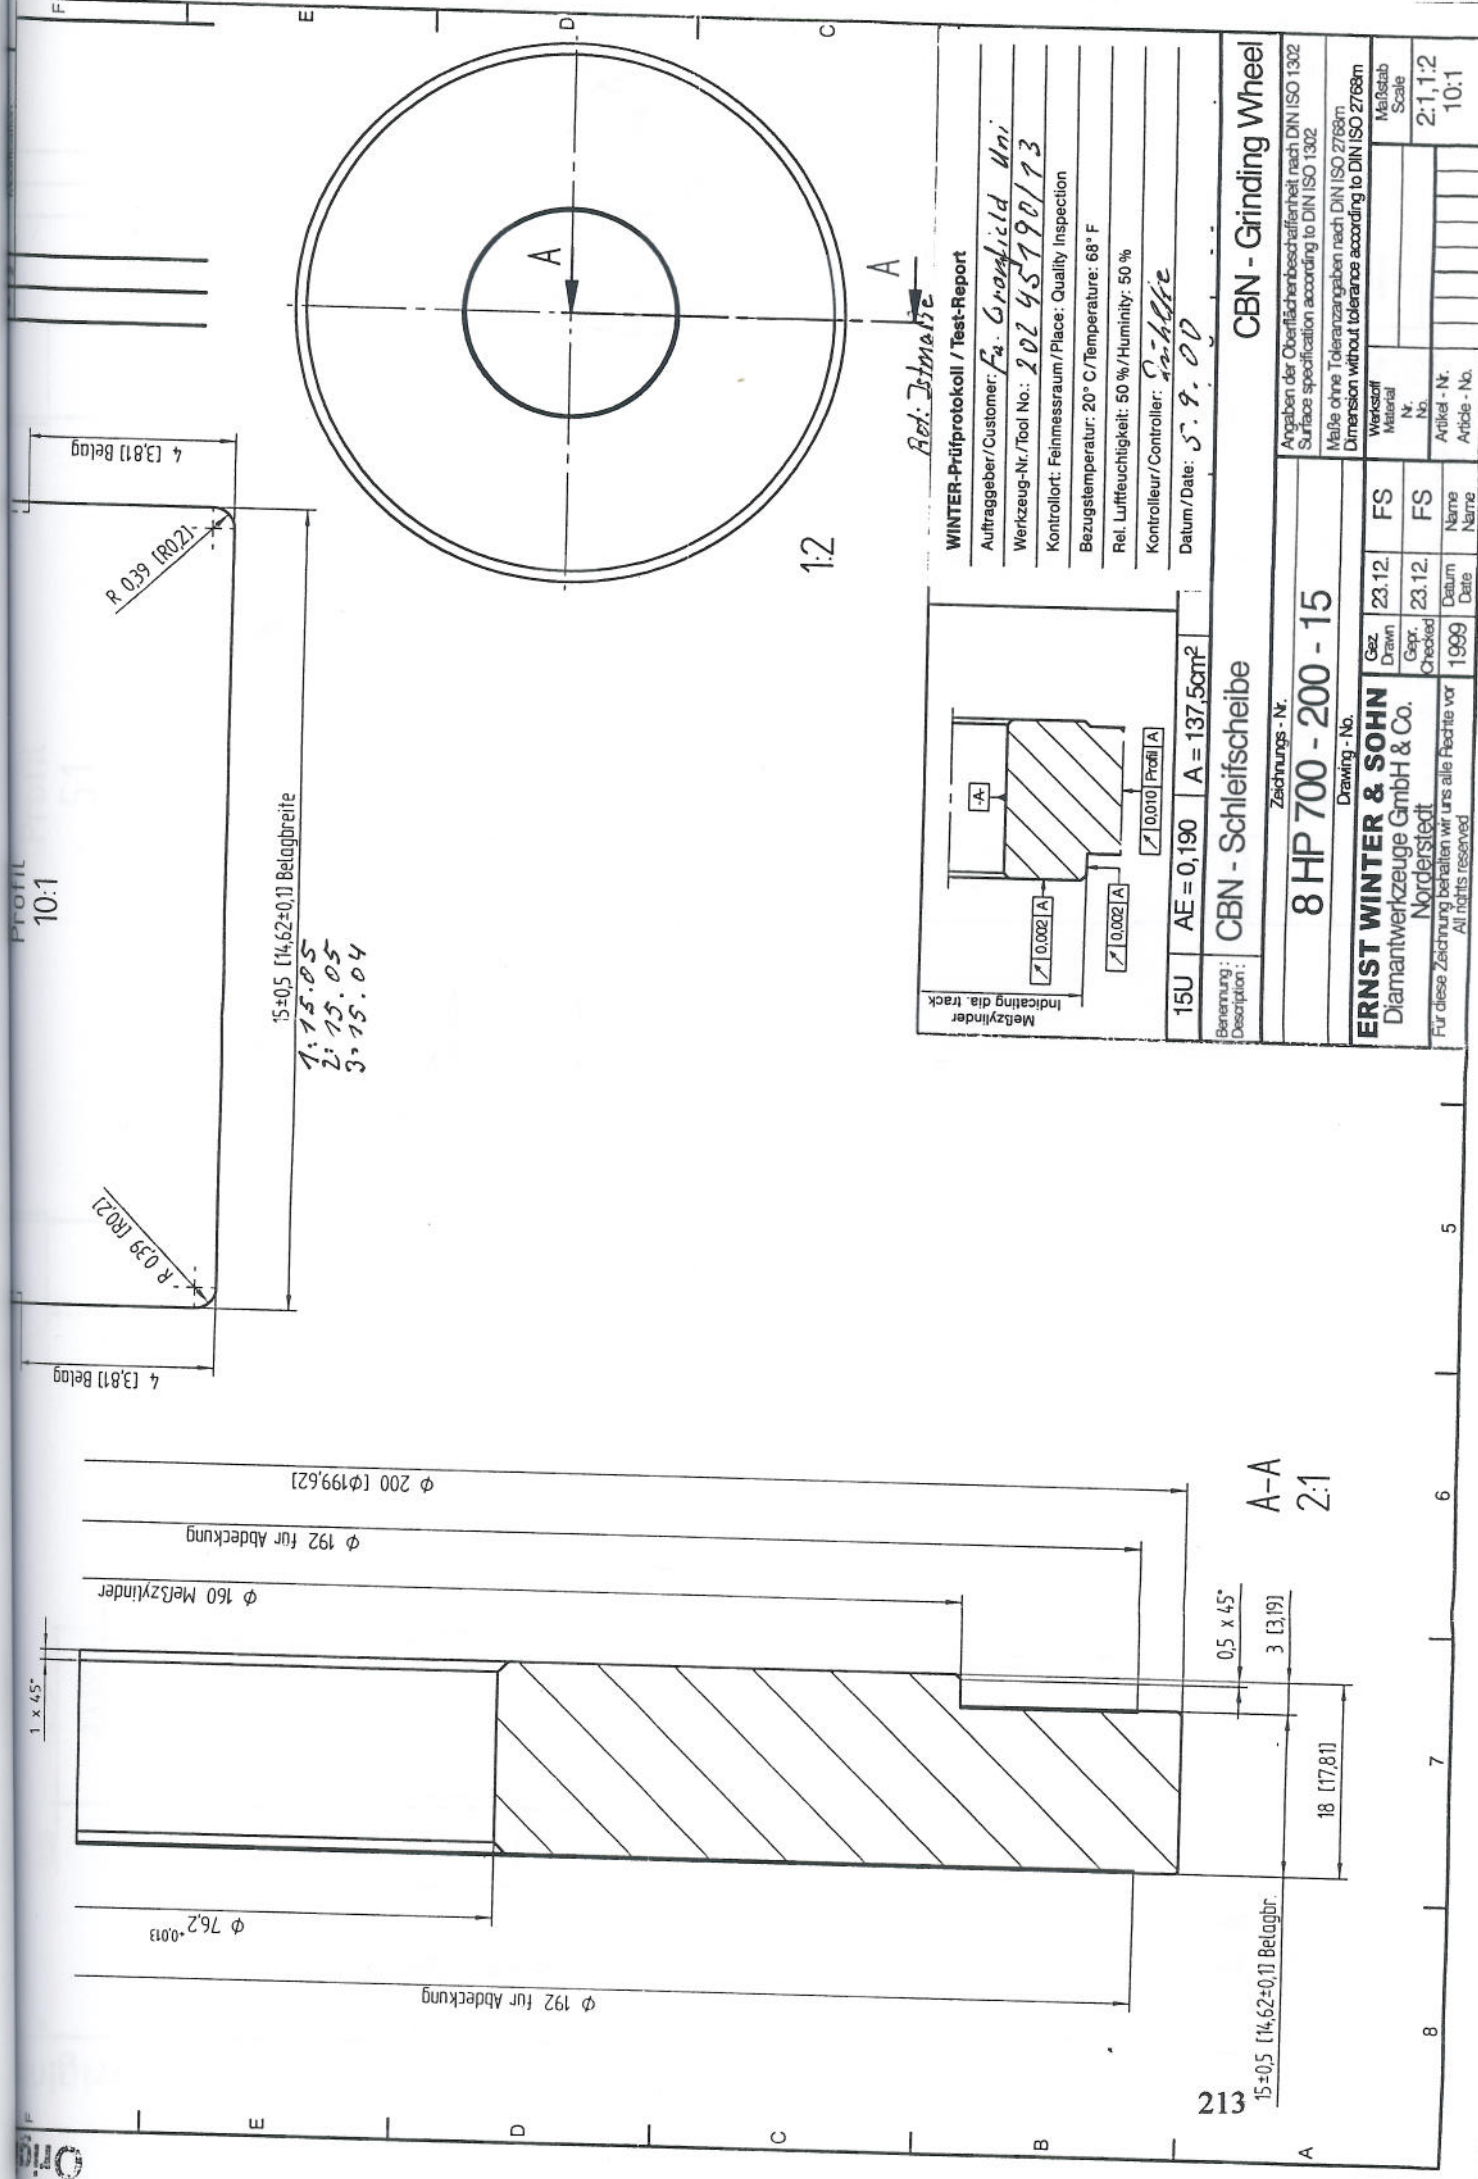 F
E
D
C
Profil
10:1
4 [3,81] Belag
R 0,39 [R0,2]
15±0,5 [14,62±0,1] Belagbreite
1: 15.05
2: 15.05
3: 15.04
R 0,39 [R0,2]
4 [3,81] Belag
A
A
1:2
Rot: Istmaße
WINTER-Prüfprotokoll / Test-Report
Auftraggeber/Customer: Fa. Cranfield Uni
Werkzeug-Nr./Tool No.: 202 45190/13
Kontrollort: Feinmessraum/Place: Quality Inspection
Bezugstemperatur: 20° C/Temperature: 68° F
Rel. Luftfeuchtigkeit: 50 %/Huminity: 50 %
Kontrolleur/Controller:
Datum/Date: 5.9.00
Meßzylinder
Indicating dia. track
-A-
0,002 A
0,002 A
0,010 Profil A
15U AE = 0,190 A = 137,5cm²
Benennung:
Description:
CBN - Schleifscheibe CBN - Grinding Wheel
Zeichnungs - Nr.
8 HP 700 - 200 - 15
Drawing - No.
Angaben der Oberflächenbeschaffenheit nach DIN ISO 1302
Surface specification according to DIN ISO 1302
Maße ohne Toleranzangaben nach DIN ISO 2768m
Dimension without tolerance according to DIN ISO 2768m
ERNST WINTER & SOHN
Diamantwerkzeuge GmbH & Co.
Norderstedt
Für diese Zeichnung behalten wir uns alle Rechte vor
All rights reserved
Gez. 23.12. FS
Drawn
Gepr. 23.12. FS
Checked
1999 Datum Name
Date Name
Werkstoff
Material
Nr.
No.
Artikel - Nr.
Article - No.
Maßstab
Scale
2:1,1:2
10:1
1 x 45°
ϕ 200 [ϕ199,62]
ϕ 192 für Abdeckung
ϕ 160 Meßzylinder
ϕ 76,2 +0,013
ϕ 192 für Abdeckung
A-A
2:1
0,5 x 45°
3 [3,19]
18 [17,81]
15±0,5 [14,62±0,1] Belagbr.
213
5
6
7
8
F
E
D
C
B
A